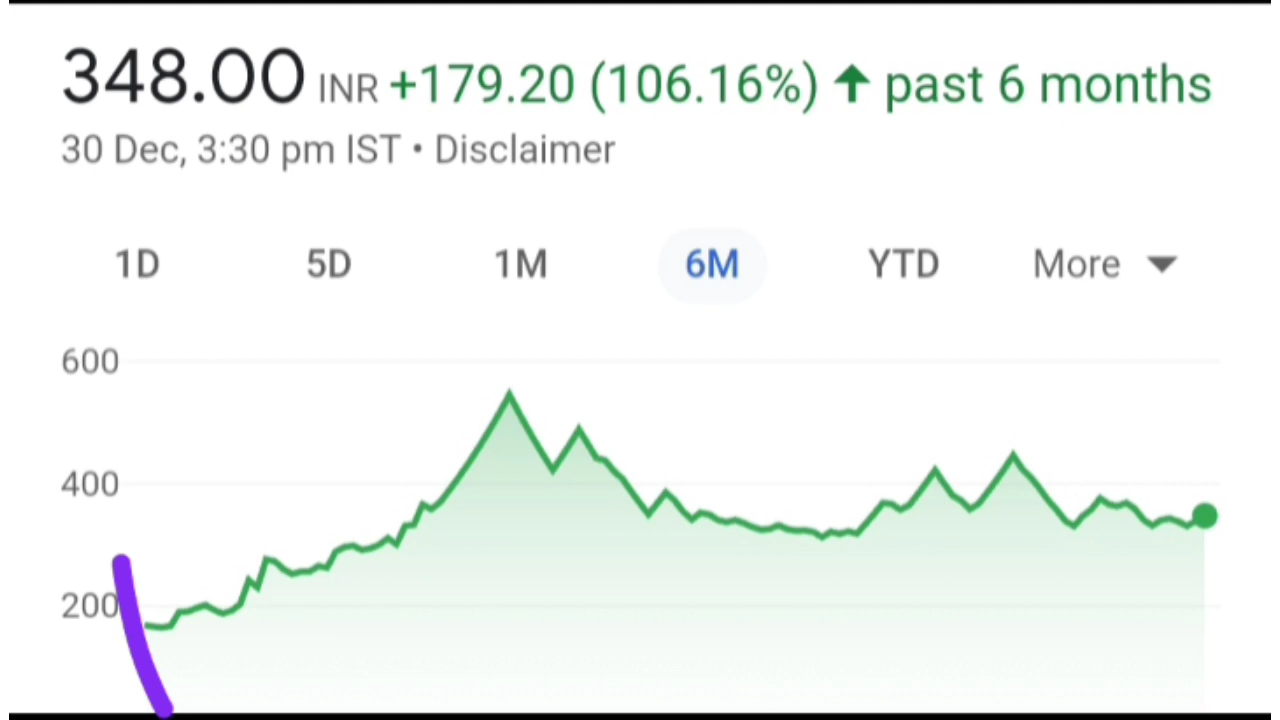 348.00 INR +179.20 (106.16%) ↑ past 6 months
30 Dec, 3:30 pm IST • Disclaimer
1D 5D 1M 6M YTD More
600
400
200